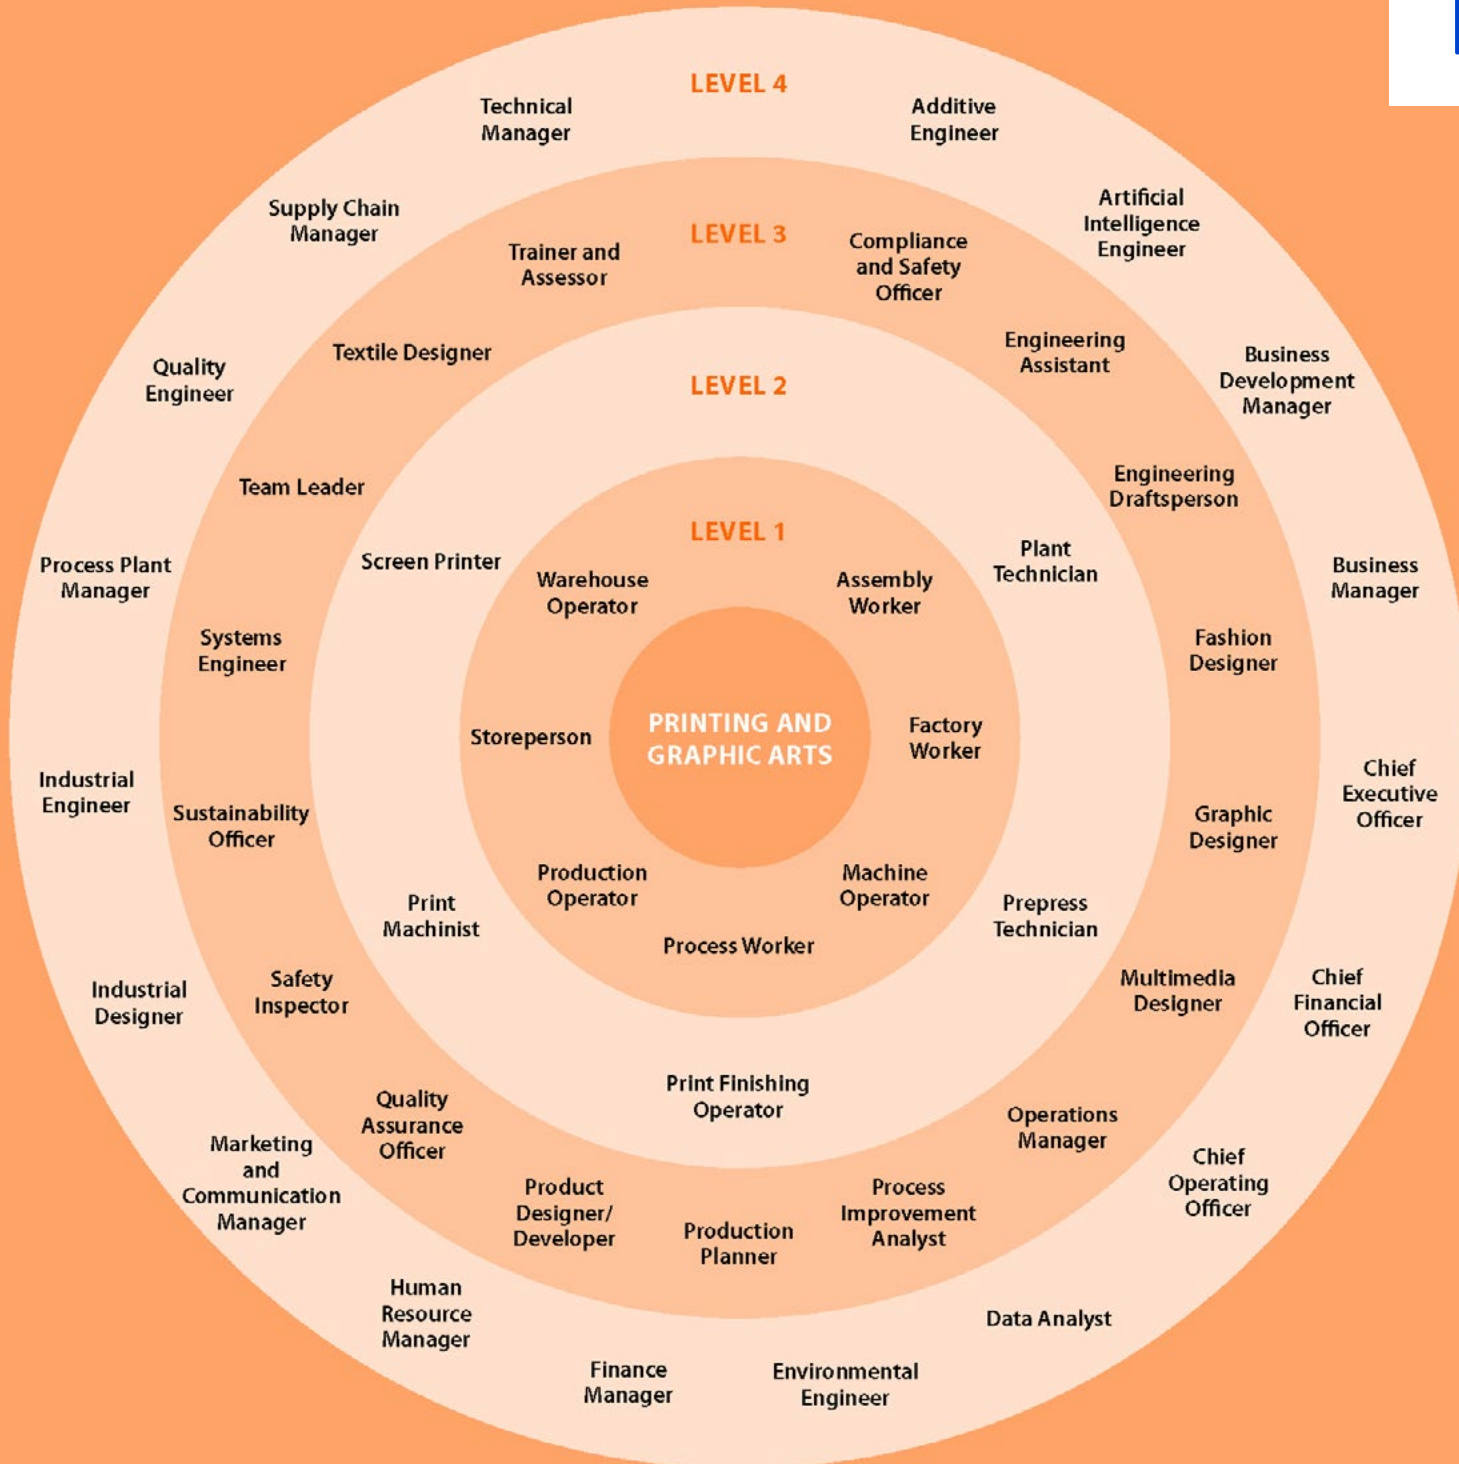 LEVEL 4
Additive
Engineer
Artificial
Intelligence
Engineer
Business
Development
Manager
Business
Manager
Chief
Executive
Officer
Chief
Financial
Officer
Chief
Operating
Officer
Data Analyst
Environmental
Engineer
Finance
Manager
Human
Resource
Manager
Marketing
and
Communication
Manager
Industrial
Designer
Industrial
Engineer
Process Plant
Manager
Quality
Engineer
Supply Chain
Manager
Technical
Manager
LEVEL 3
Compliance
and Safety
Officer
Engineering
Assistant
Engineering
Draftsperson
Fashion
Designer
Graphic
Designer
Multimedia
Designer
Operations
Manager
Process
Improvement
Analyst
Production
Planner
Product
Designer/
Developer
Quality
Assurance
Officer
Safety
Inspector
Sustainability
Officer
Systems
Engineer
Team Leader
Textile Designer
Trainer and
Assessor
LEVEL 2
Plant
Technician
Prepress
Technician
Print Finishing
Operator
Print
Machinist
Screen Printer
LEVEL 1
Assembly
Worker
Factory
Worker
Machine
Operator
Process Worker
Production
Operator
Storeperson
Warehouse
Operator
PRINTING AND
GRAPHIC ARTS